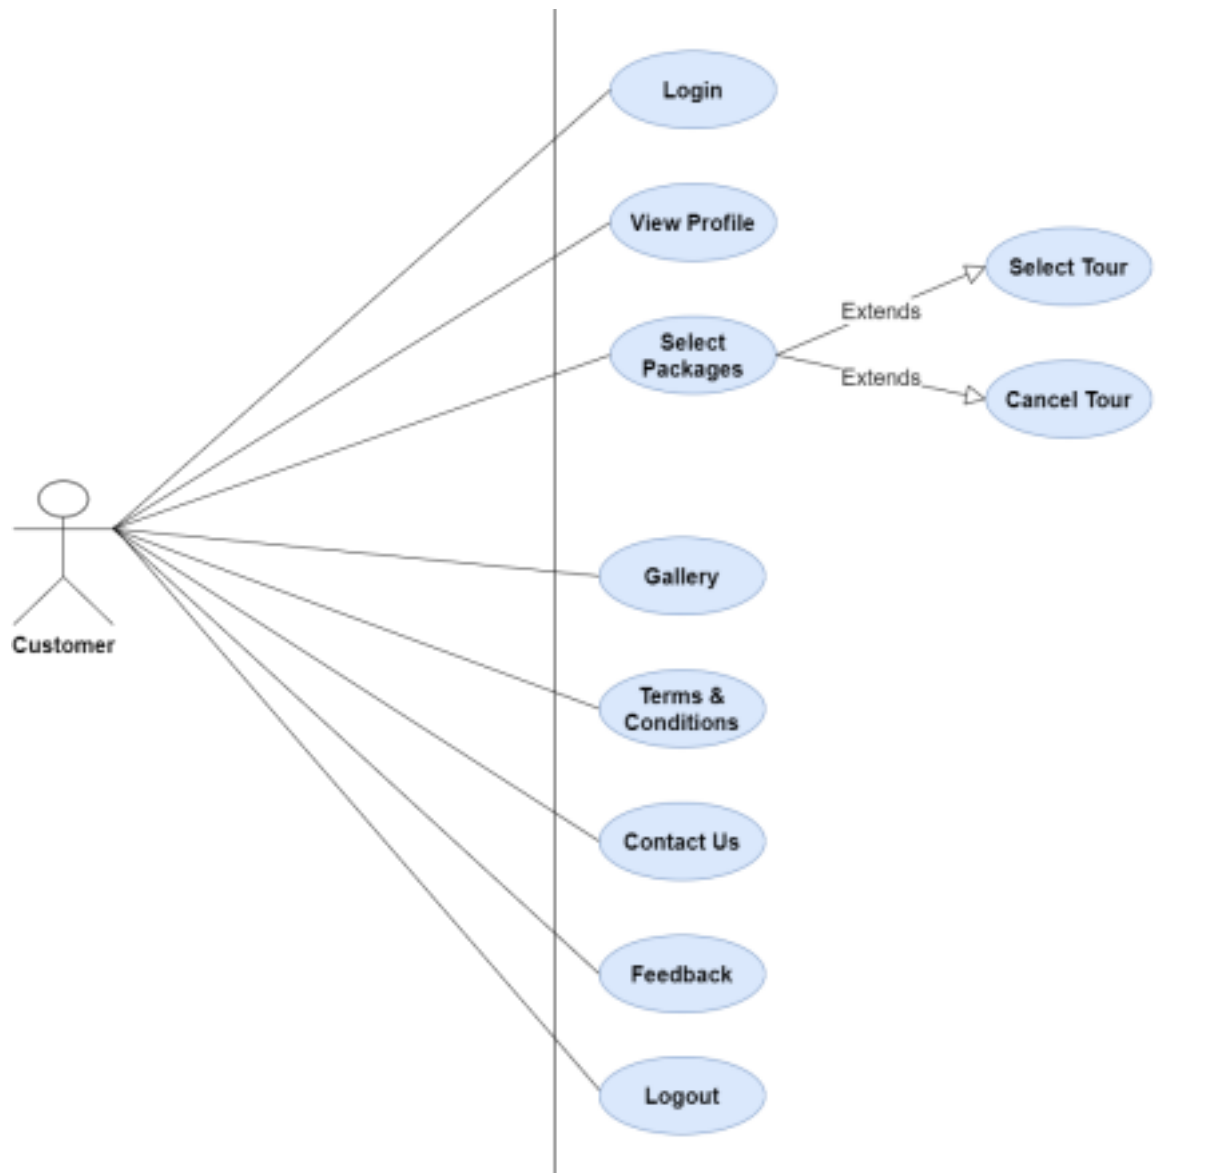 Login
View Profile
Select Tour
Extends
Select
Packages
Extends
Cancel Tour
Customer
Gallery
Terms &
Conditions
Contact Us
Feedback
Logout